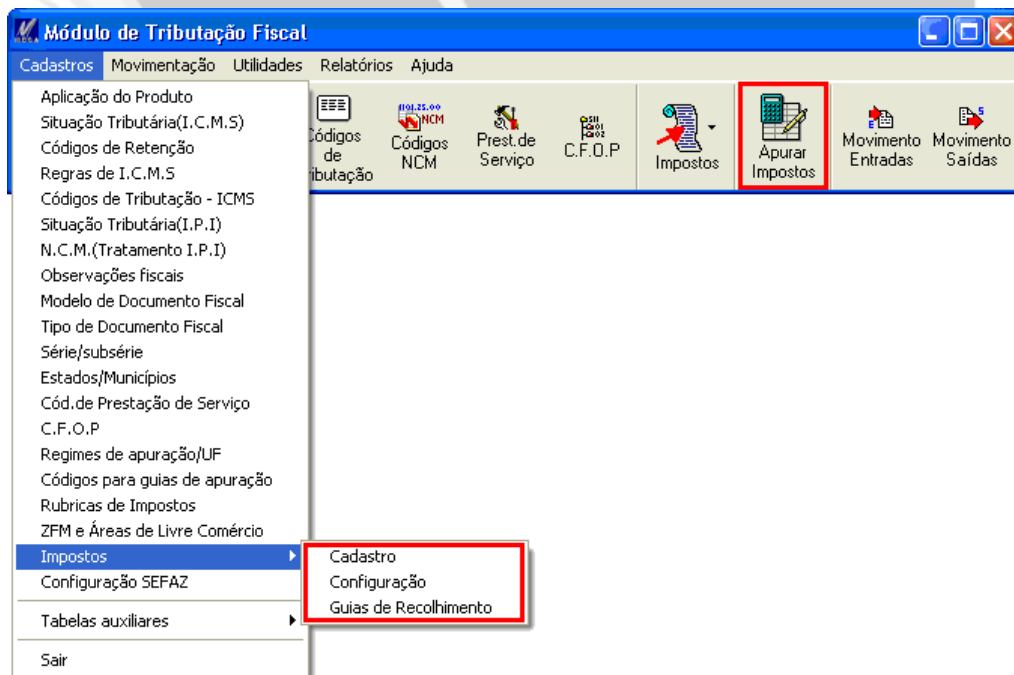 Módulo de Tributação Fiscal
Cadastros Movimentação Utilidades Relatórios Ajuda
Códigos
de
Códigos
NCM
NCM
Prest.de
Serviço
C.F.O.P
Impostos
Apurar
Impostos
Movimento
Entradas
Movimento
Saídas
Aplicação do Produto
Situação Tributária(I.C.M.S)
Códigos de Retenção
Regras de I.C.M.S
Códigos de Tributação - ICMS
Situação Tributária(I.P.I)
N.C.M.(Tratamento I.P.I)
Observações fiscais
Modelo de Documento Fiscal
Tipo de Documento Fiscal
Série/subsérie
Estados/Municípios
Cód.de Prestação de Serviço
C.F.O.P
Regimes de apuração/UF
Códigos para guias de apuração
Rubricas de Impostos
ZFM e Áreas de Livre Comércio
Impostos
Configuração SEFAZ
Tabelas auxiliares
Sair
Cadastro
Configuração
Guias de Recolhimento